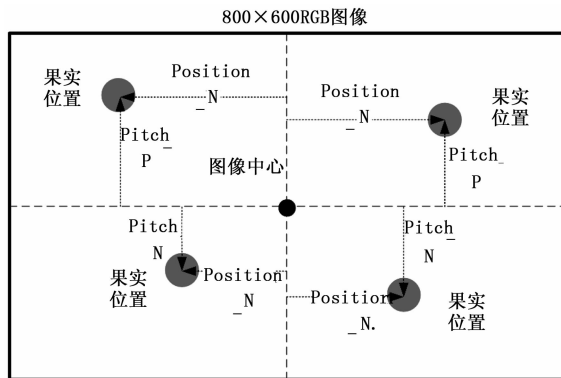 800×600RGB图像
果实
位置
Position
_N
Pitch_
P
Position
_N
果实
位置
Pitch_
P
图像中心
Pitch_
N
果实
位置
Position
_N
Pitch_
N
Position
_N.
果实
位置